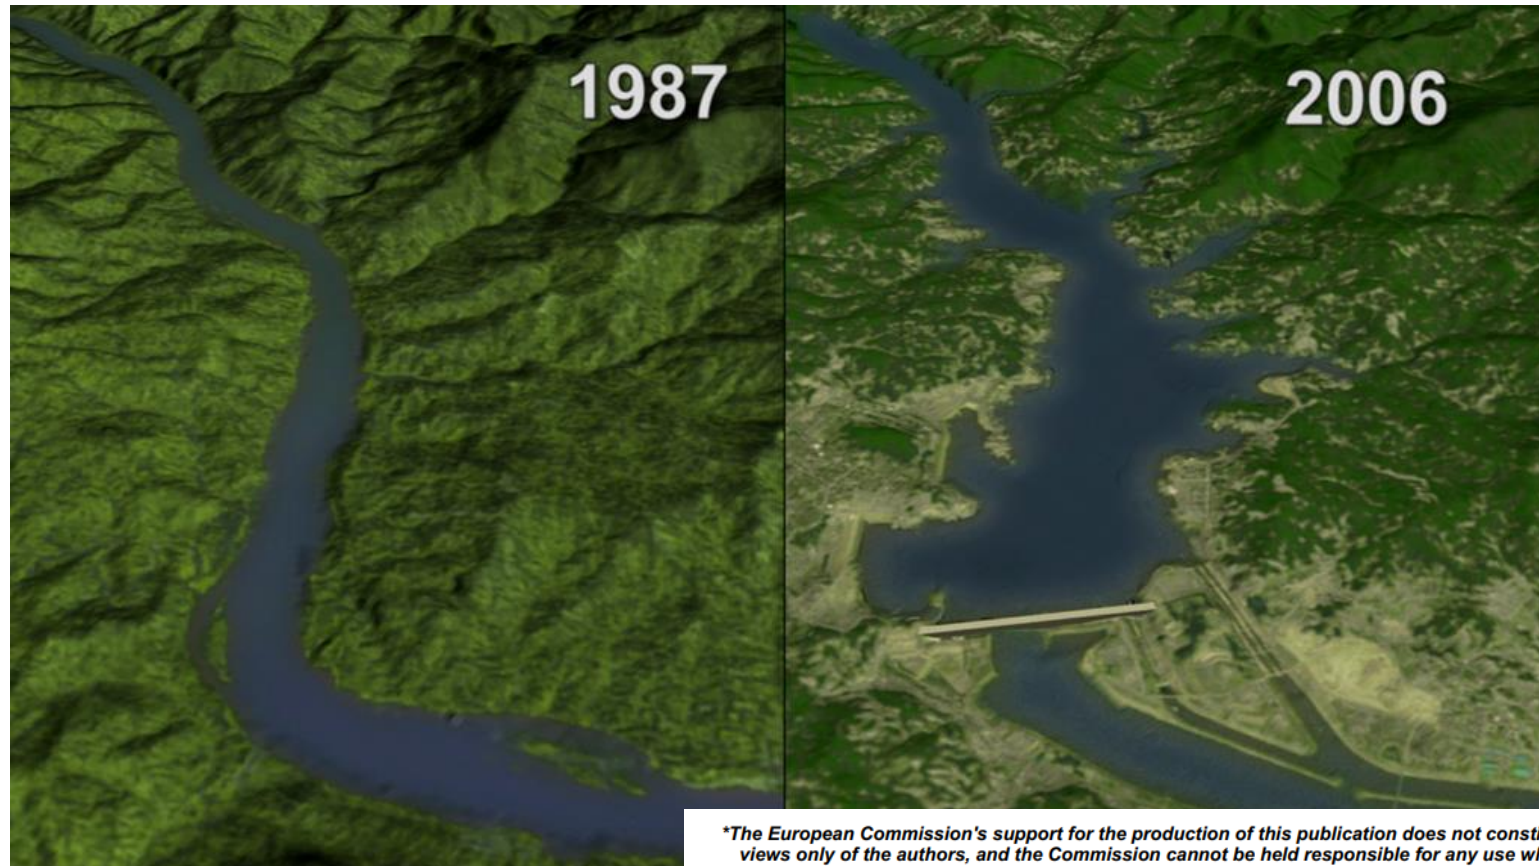 1987
2006
*The European Commission's support for the production of this publication does not
views only of the authors, and the Commission cannot be held responsible for any use